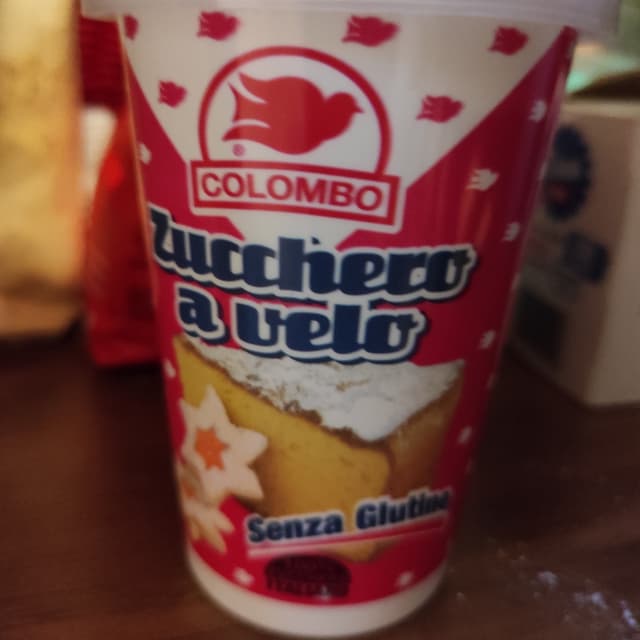 ®
COLOMBO
Zucchero
a velo
Senza Glutine